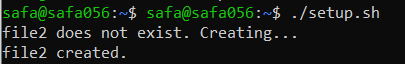 safa@safa056:~$ safa@safa056:~$ ./setup.sh
file2 does not exist. Creating...
file2 created.